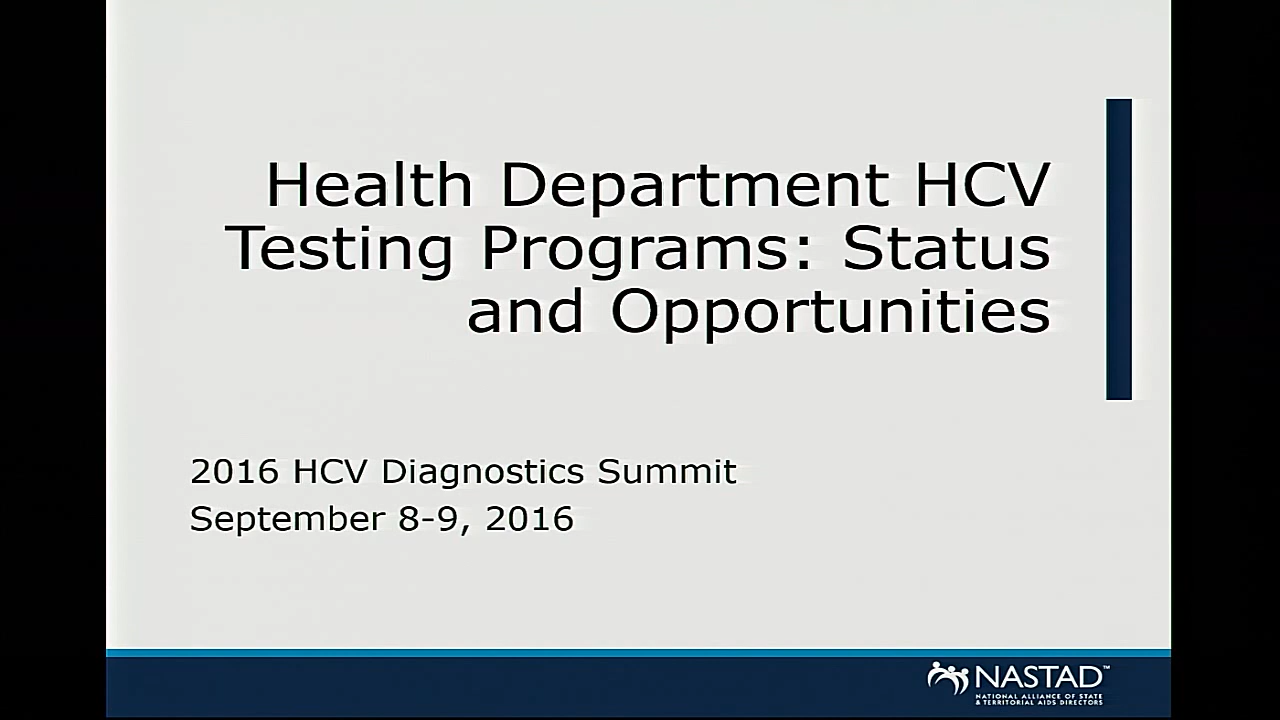 Health Department HCV
Testing Programs: Status
and Opportunities
2016 HCV Diagnostics Summit
September 8-9, 2016
NASTAD™
NATIONAL ALLIANCE OF STATE
& TERRITORIAL AIDS DIRECTORS